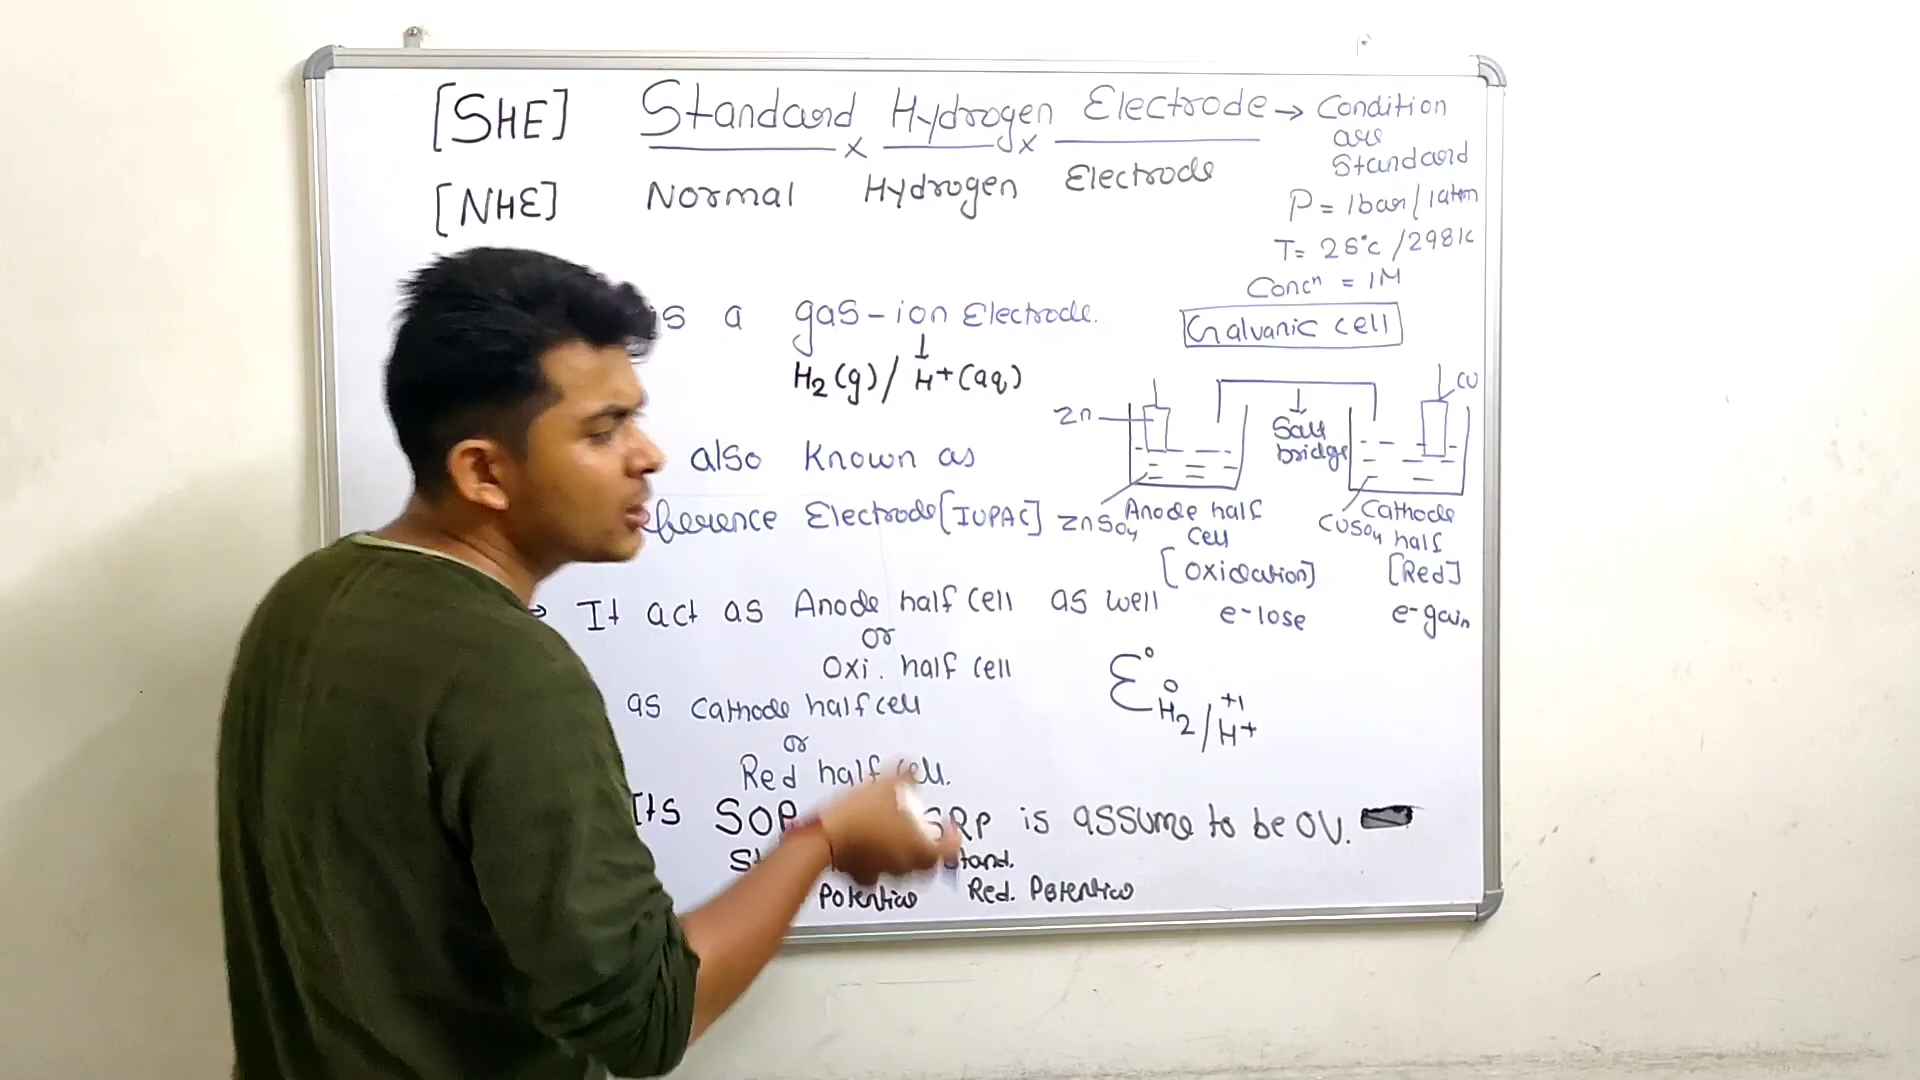 [SHE] Standard Hydrogen Electrode → Condition
are
Standard
[NHE] Normal Hydrogen Electrode
P = 1bar/1atm
T= 25°c /298K
Concⁿ = 1M
is a gas-ion Electrode.
Galvanic cell
H2(g)/H+(aq)
Zn
CU
Salt
bridge
also Known as
Electrode[IUPAC]
ZnSO4
Anode half
cell
[Oxidation]
e-lose
CUSO4
Cathode
half
[Red]
e-gain
→ It act as Anode half Cell as well
or
Oxi. half cell
as Cathode half cell
or
Red half cell.
E°
0 +1
H2/H+
Its SOP SRP is assume to be 0V.
Stand.
Potential Red. Potential